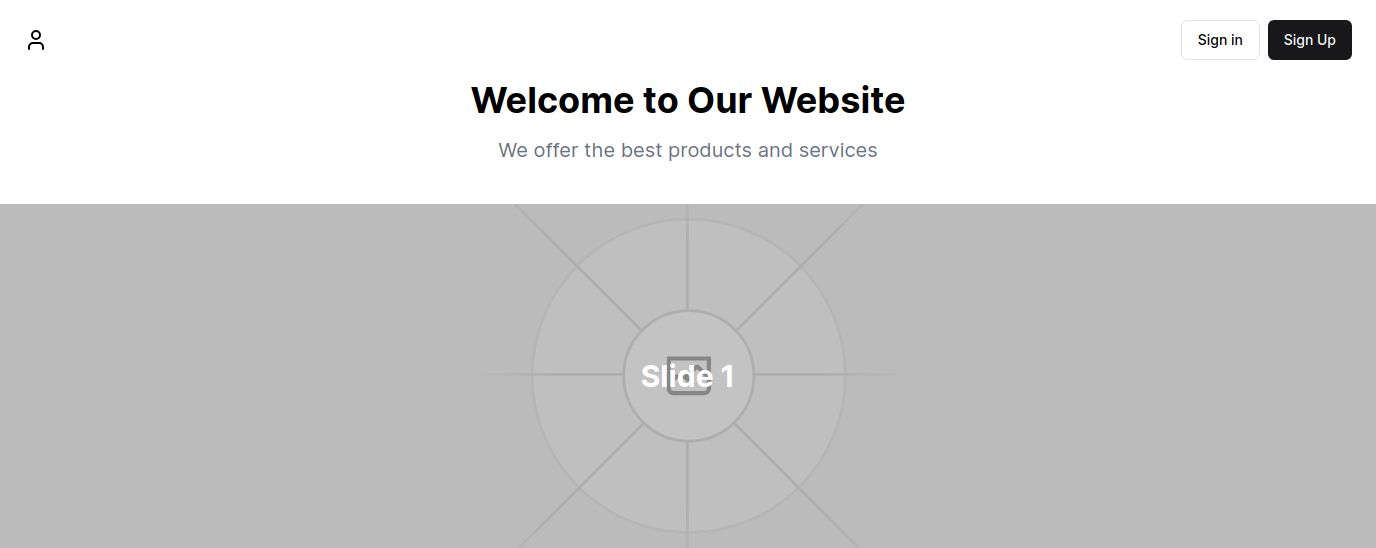 Sign in
Sign Up
Welcome to Our Website
We offer the best products and services
Slide 1